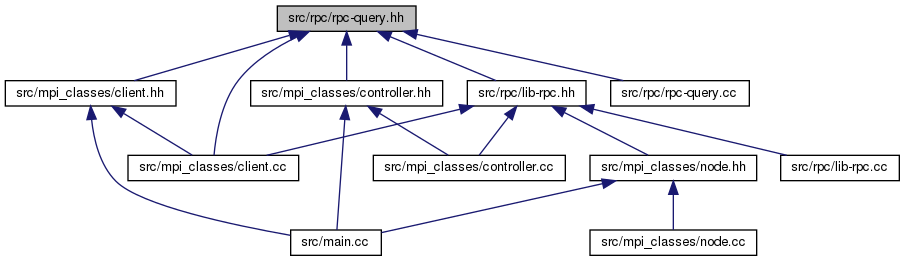 src/rpc/rpc-query.hh
src/mpi_classes/client.hh
src/mpi_classes/controller.hh
src/rpc/lib-rpc.hh
src/rpc/rpc-query.cc
src/mpi_classes/client.cc
src/mpi_classes/controller.cc
src/mpi_classes/node.hh
src/rpc/lib-rpc.cc
src/main.cc
src/mpi_classes/node.cc